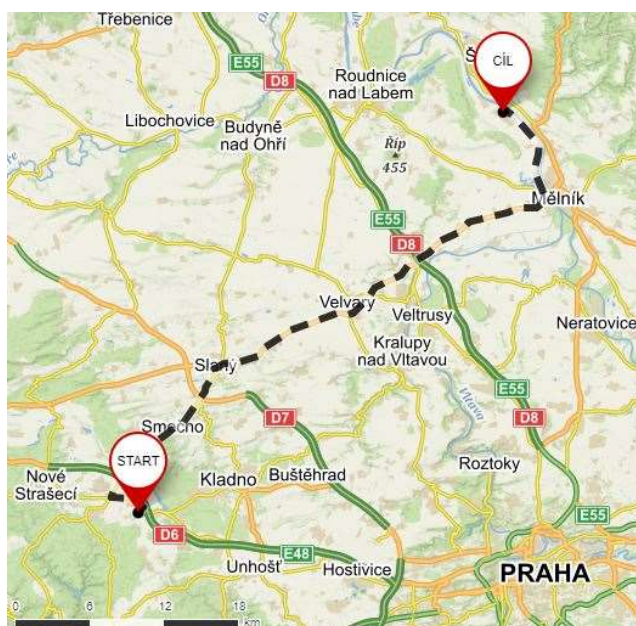 Třebenice
E55
D8
Roudnice
nad Labem
Š
CÍL
Libochovice
Budyně
nad Ohří
Říp
455
Mělník
E55
D8
Velvary
Veltrusy
Neratovice
Kralupy
nad Vltavou
Slaný
E55
Vltava
D7
D8
Smečno
START
Roztoky
Nové
Strašecí
Kladno
Buštěhrad
E55
D6
E48
Unhošť
Hostivice
PRAHA
0 6 12 18
km